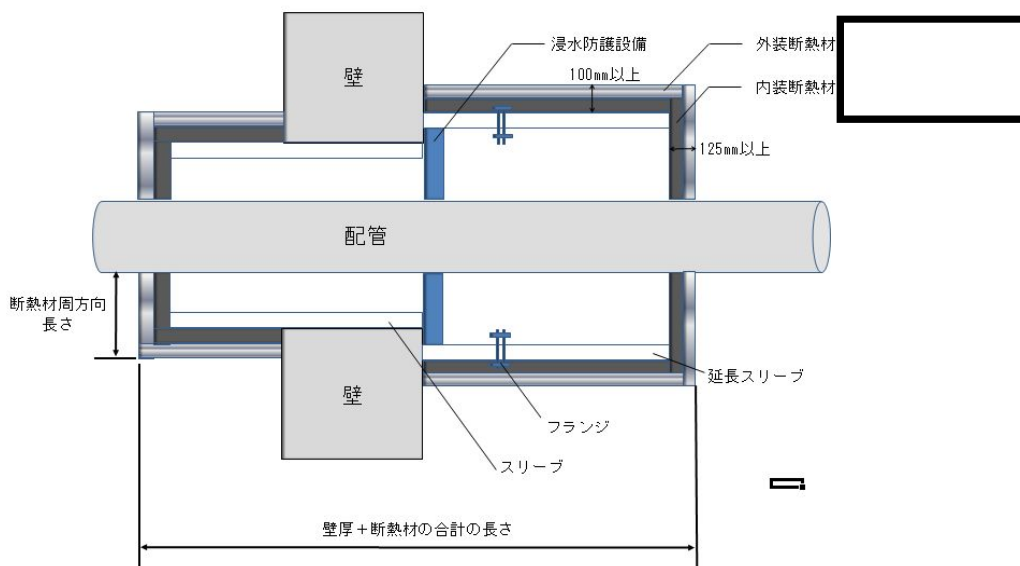 壁
浸水防護設備
外装断熱材
100mm以上
内装断熱材
125mm以上
配管
断熱材周方向
長さ
延長スリーブ
壁
フランジ
スリーブ
壁厚+断熱材の合計の長さ